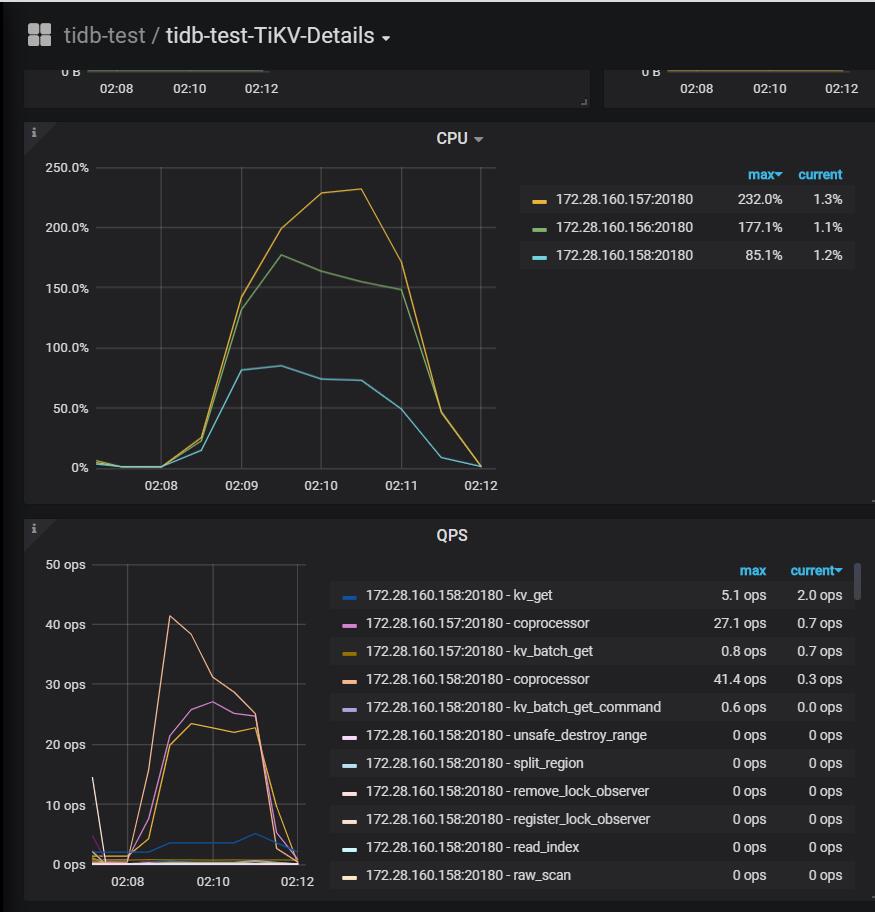 tidb-test / tidb-test-TiKV-Details
0 B
02:08 02:10 02:12
0 B
02:08 02:10 02:12
i
CPU
250.0%
200.0%
150.0%
100.0%
50.0%
0%
02:08 02:09 02:10 02:11 02:12
max current
172.28.160.157:20180 232.0% 1.3%
172.28.160.156:20180 177.1% 1.1%
172.28.160.158:20180 85.1% 1.2%
i
QPS
50 ops
40 ops
30 ops
20 ops
10 ops
0 ops
02:08 02:10 02:12
max current
172.28.160.158:20180 - kv_get 5.1 ops 2.0 ops
172.28.160.157:20180 - coprocessor 27.1 ops 0.7 ops
172.28.160.157:20180 - kv_batch_get 0.8 ops 0.7 ops
172.28.160.158:20180 - coprocessor 41.4 ops 0.3 ops
172.28.160.158:20180 - kv_batch_get_command 0.6 ops 0.0 ops
172.28.160.158:20180 - unsafe_destroy_range 0 ops 0 ops
172.28.160.158:20180 - split_region 0 ops 0 ops
172.28.160.158:20180 - remove_lock_observer 0 ops 0 ops
172.28.160.158:20180 - register_lock_observer 0 ops 0 ops
172.28.160.158:20180 - read_index 0 ops 0 ops
172.28.160.158:20180 - raw_scan 0 ops 0 ops